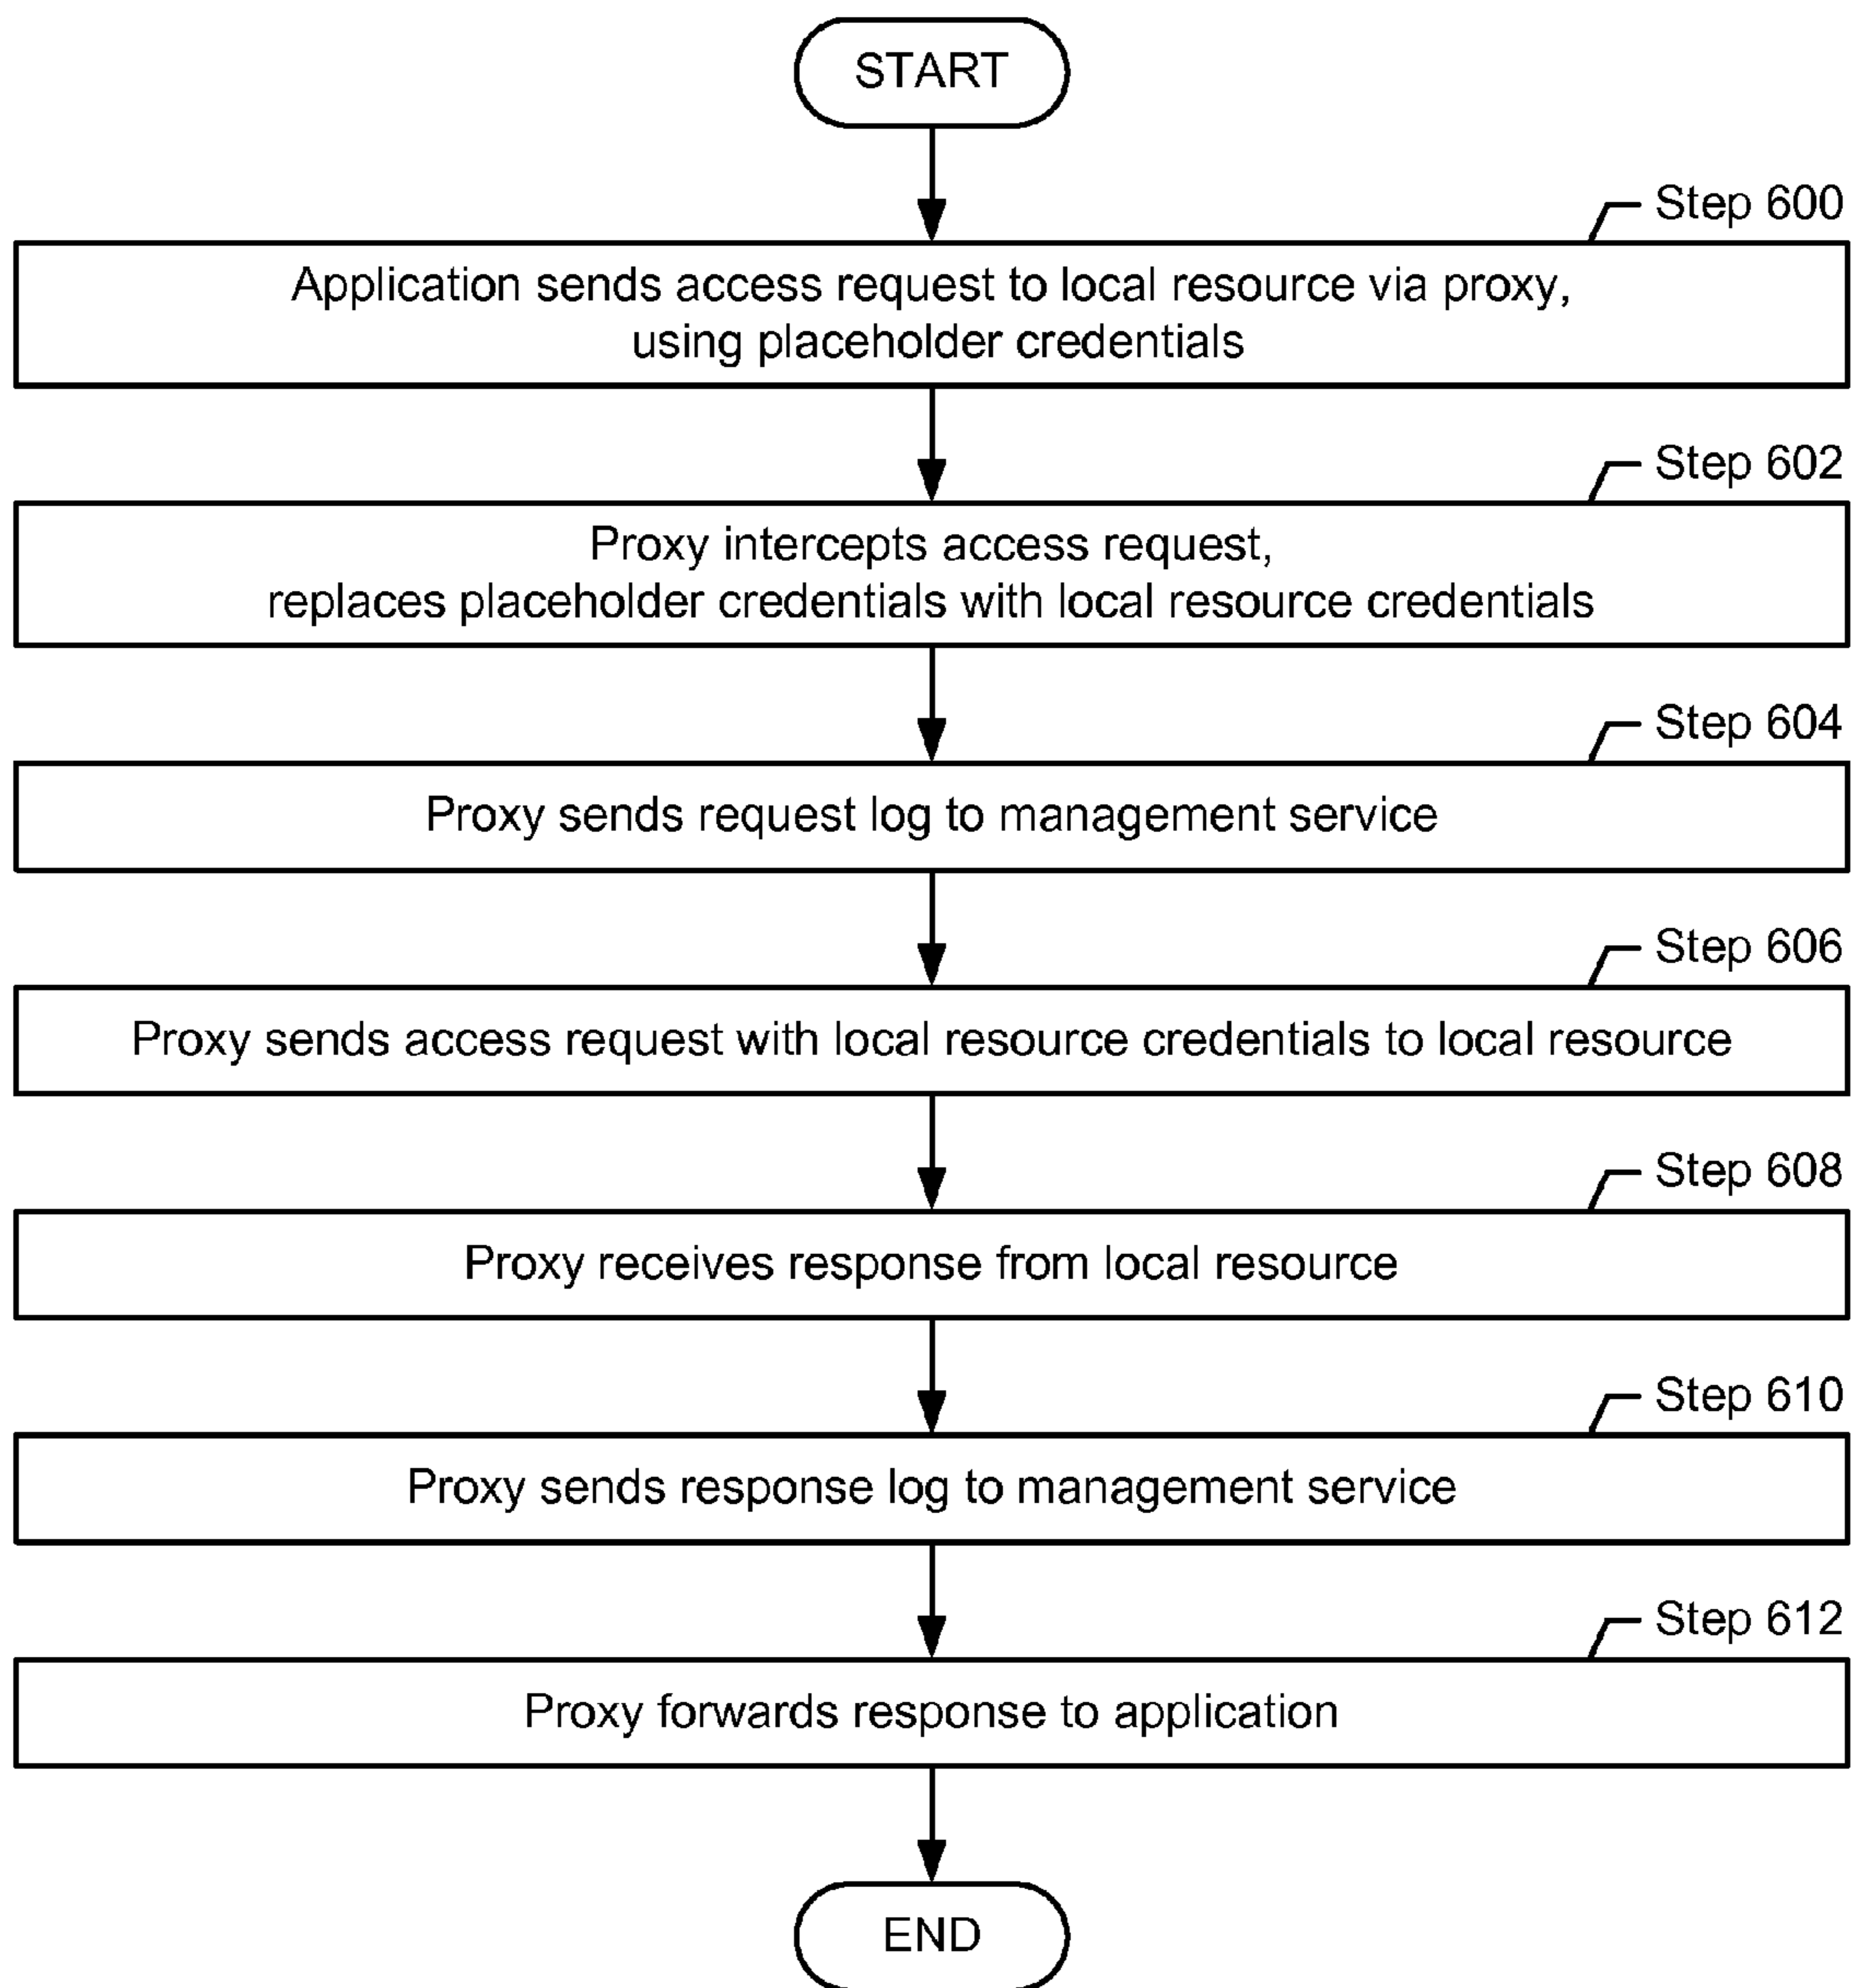 START
Step 600
Application sends access request to local resource via proxy,
using placeholder credentials
Step 602
Proxy intercepts access request,
replaces placeholder credentials with local resource credentials
Step 604
Proxy sends request log to management service
Step 606
Proxy sends access request with local resource credentials to local resource
Step 608
Proxy receives response from local resource
Step 610
Proxy sends response log to management service
Step 612
Proxy forwards response to application
END